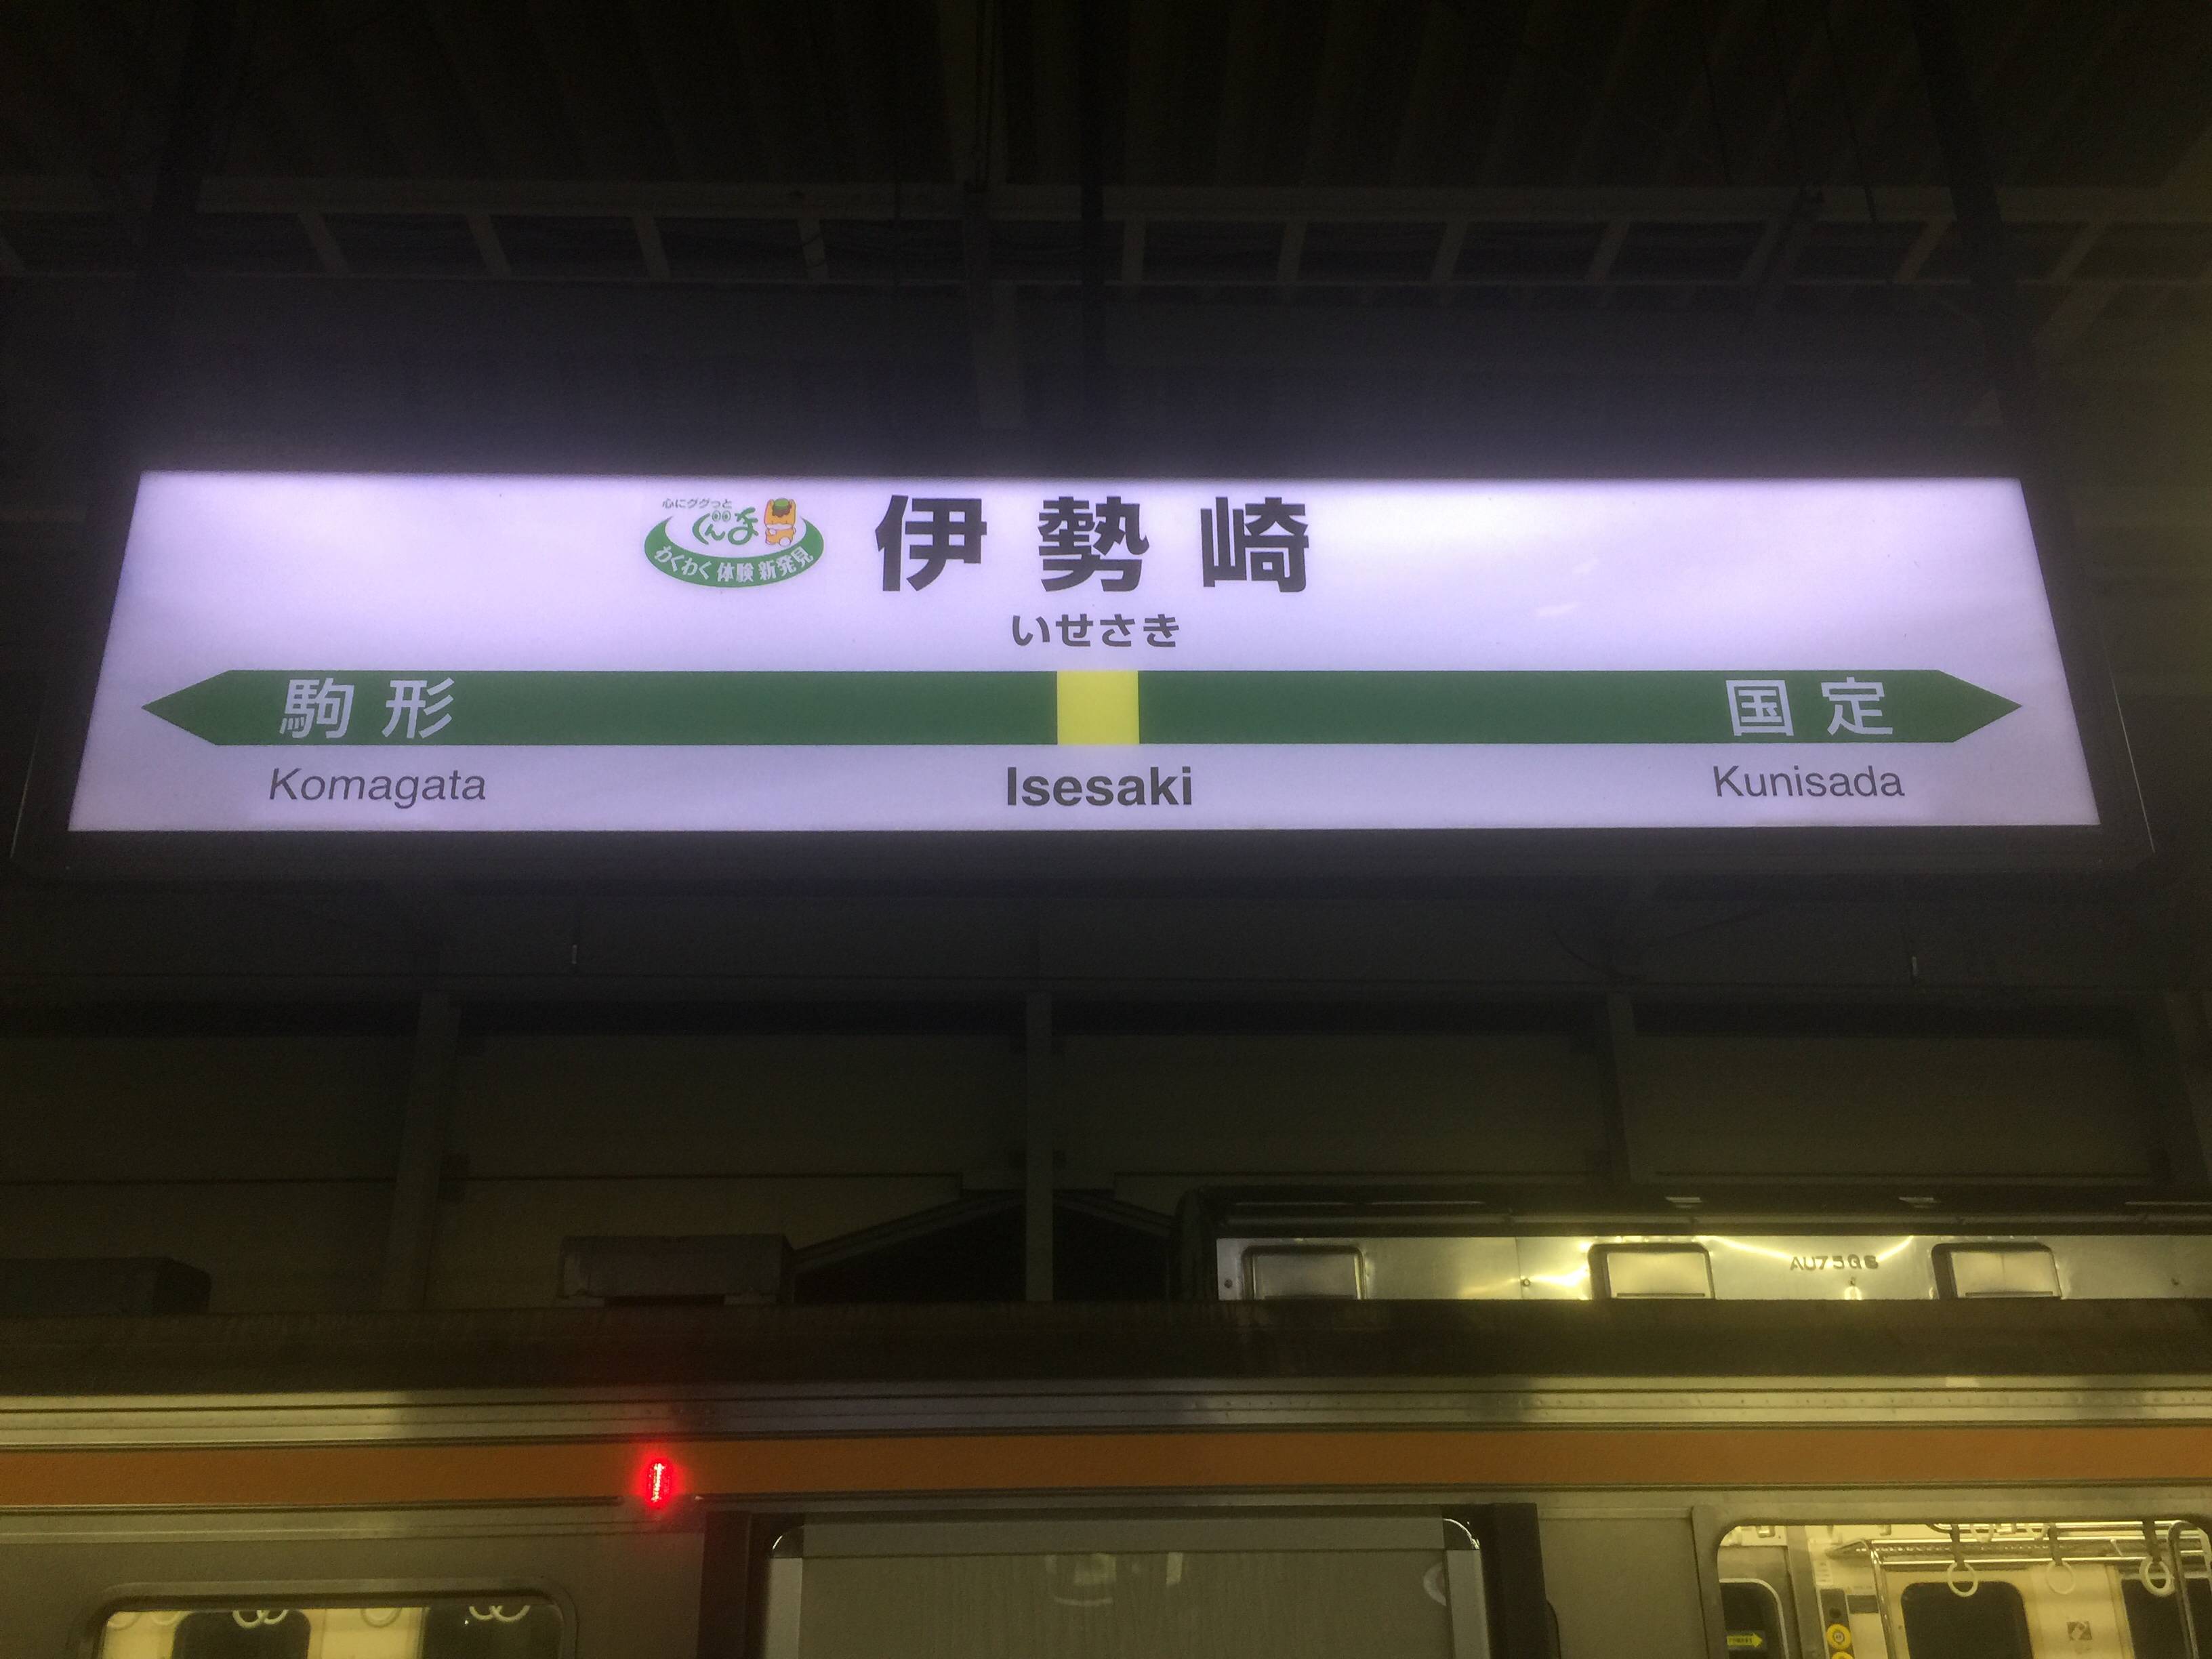 心にググっと
ぐんま
わくわく 体験 新発見
伊勢崎
いせさき
駒形
国定
Komagata
Isesaki
Kunisada
AU75G